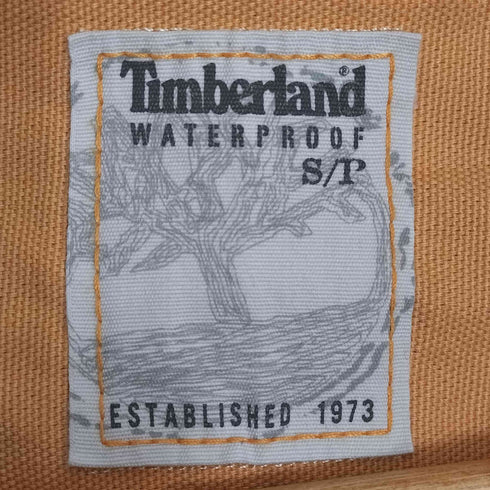 Timberland®
WATERPROOF
S/P
ESTABLISHED 1973